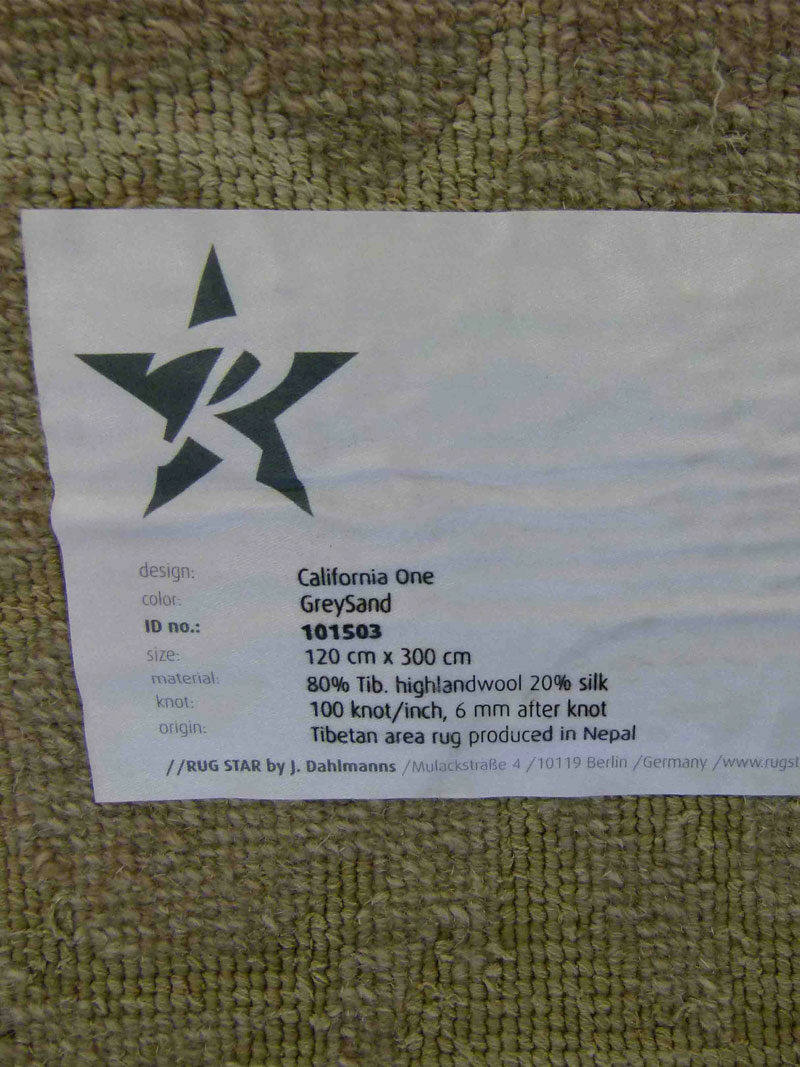 design: California One
color: GreySand
ID no.: 101503
size: 120 cm x 300 cm
material: 80% Tib. highlandwool 20% silk
knot: 100 knot/inch, 6 mm after knot
origin: Tibetan area rug produced in Nepal
//RUG STAR by J. Dahlmanns /Mulackstraße 4 /10119 Berlin /Germany /www.rugst